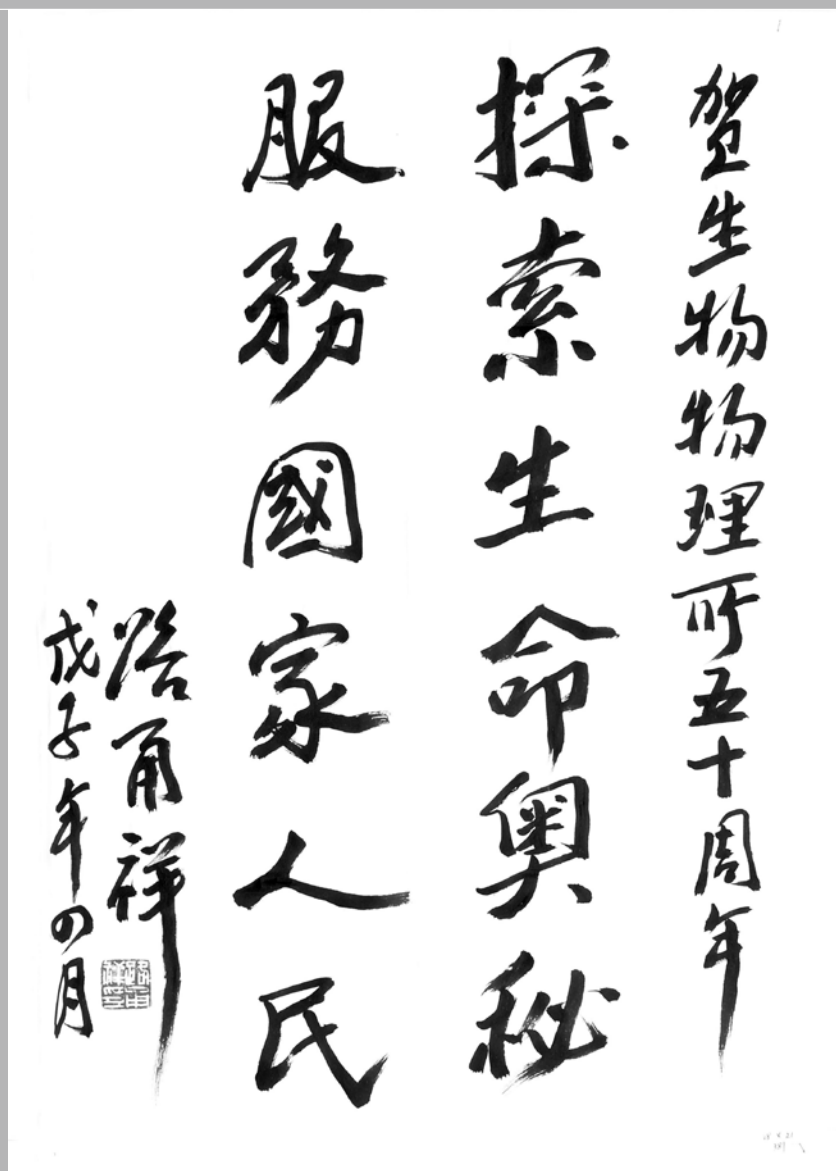 贺生物物理所五十周年
探索生命奥秘
服務國家人民
路甬祥
戊子年四月